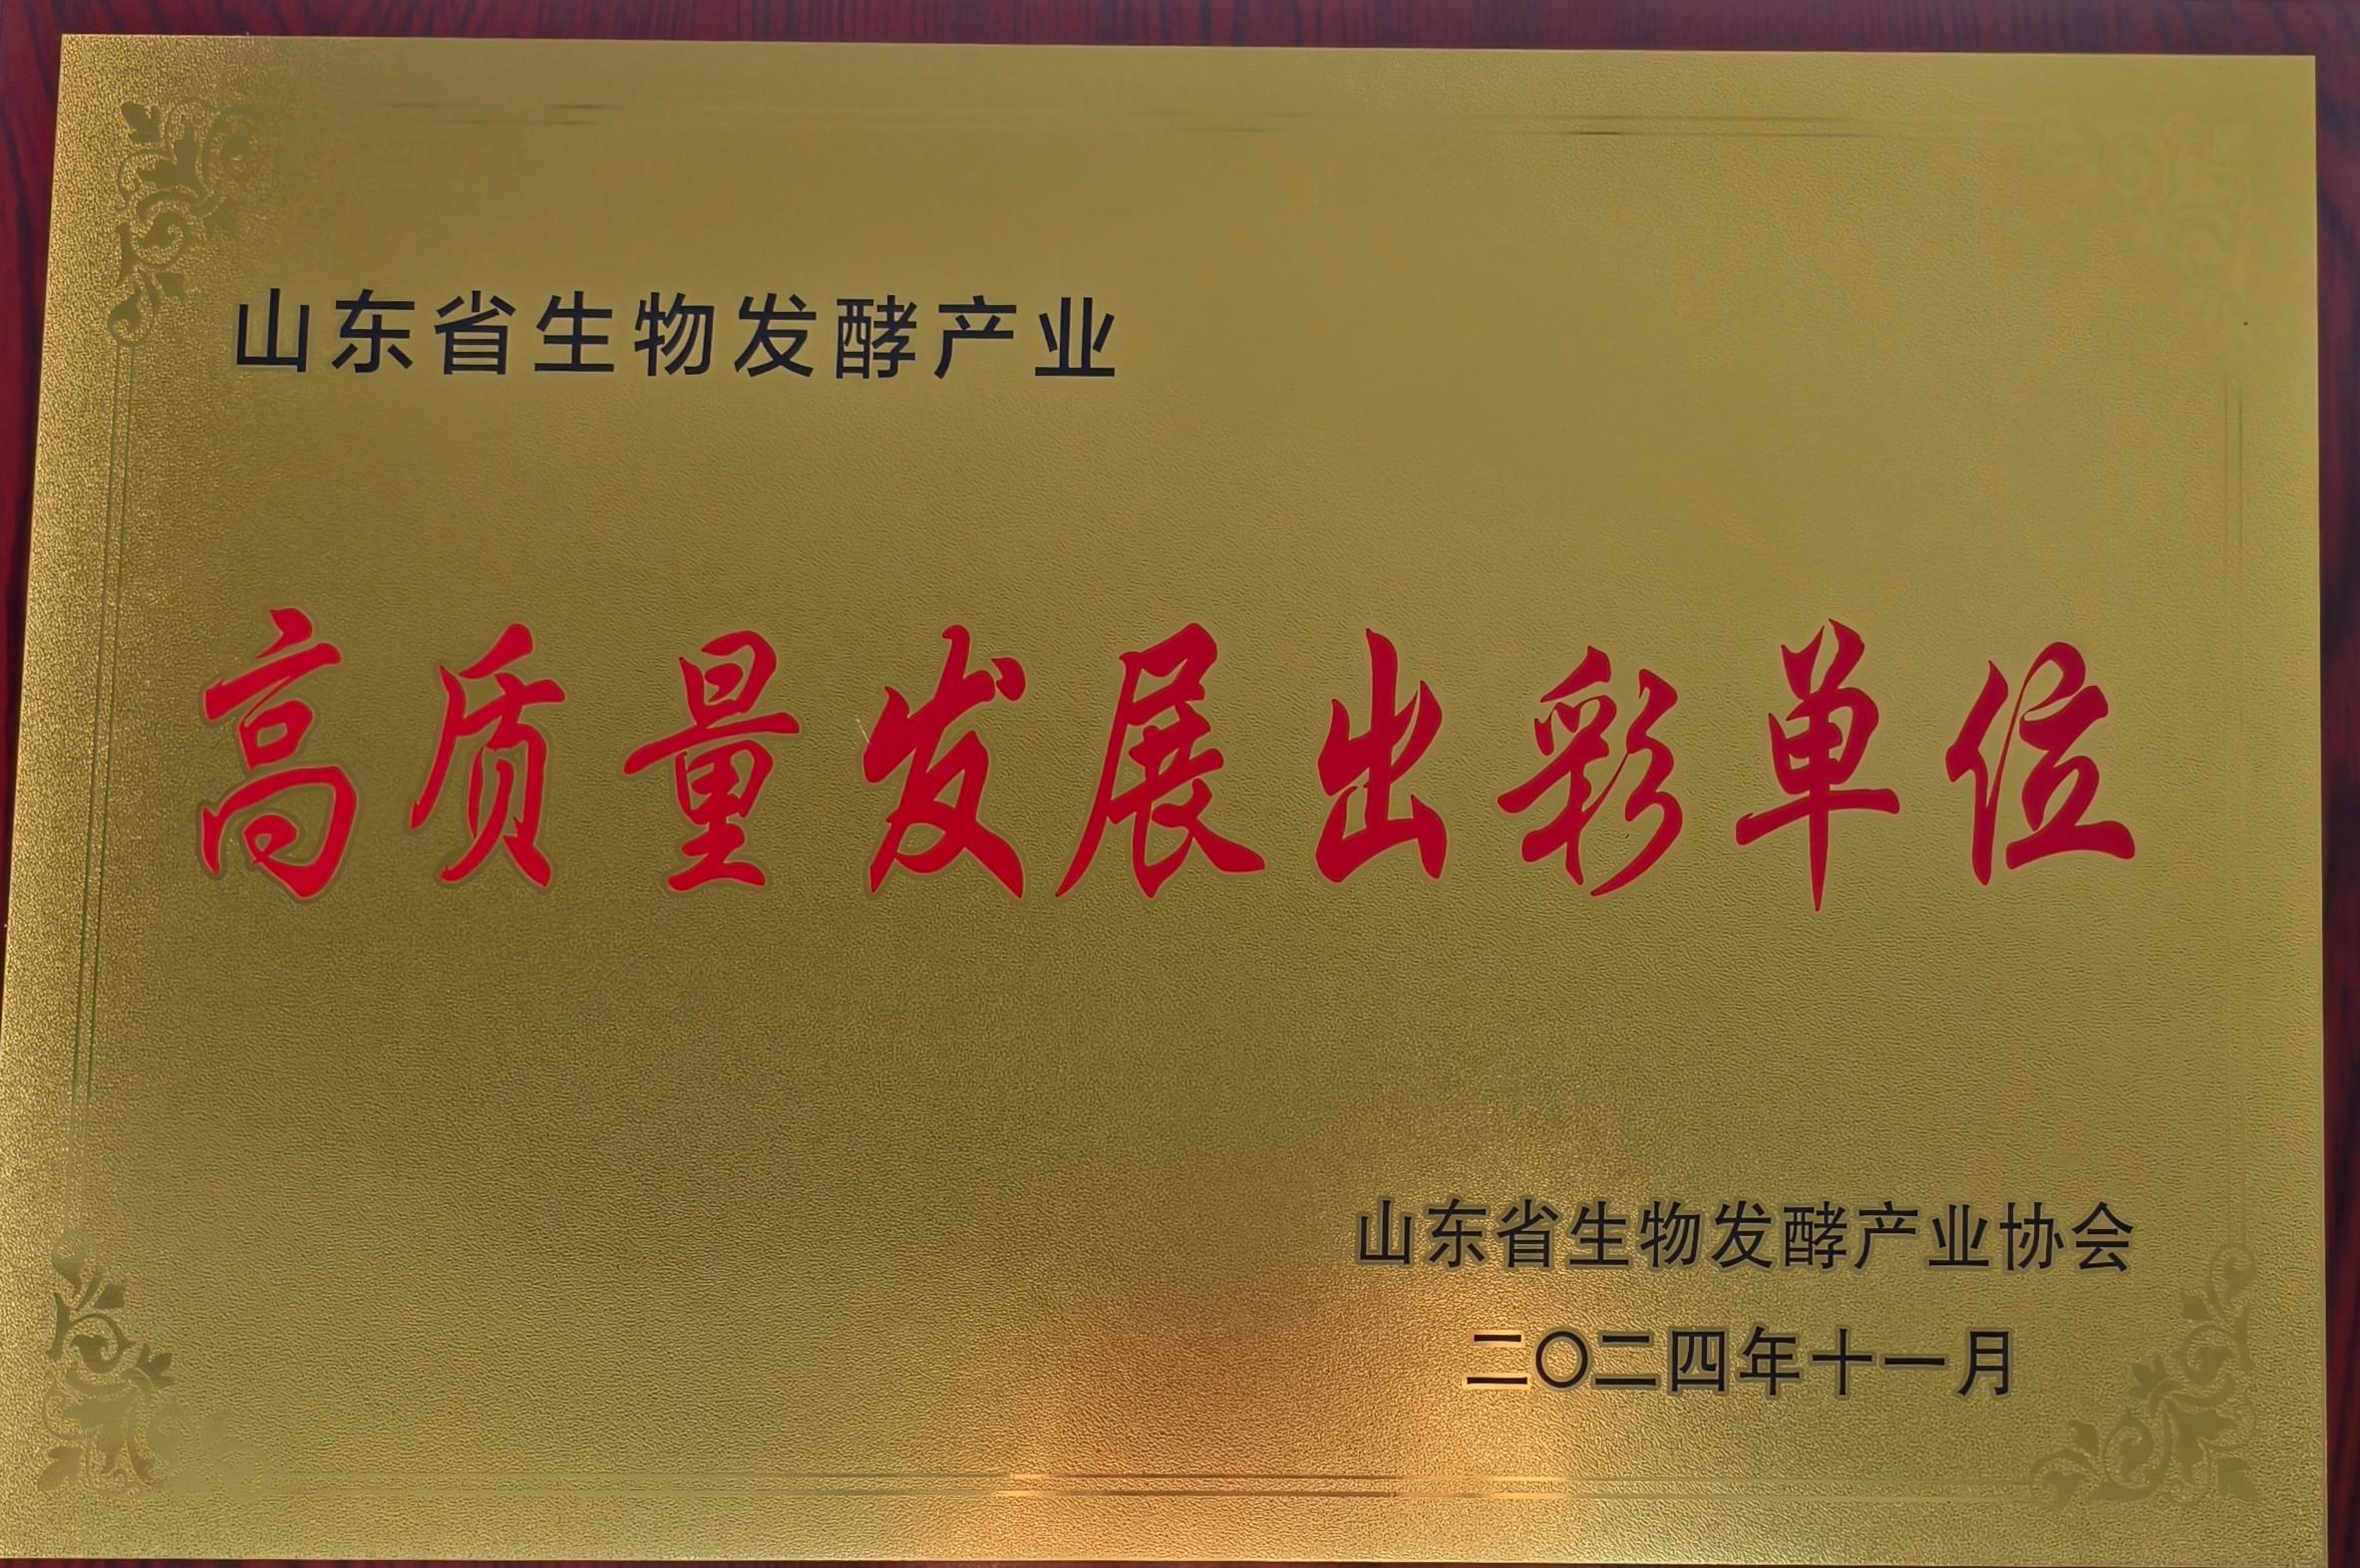 山东省生物发酵产业
高质量发展出彩单位
山东省生物发酵产业协会
二〇二四年十一月